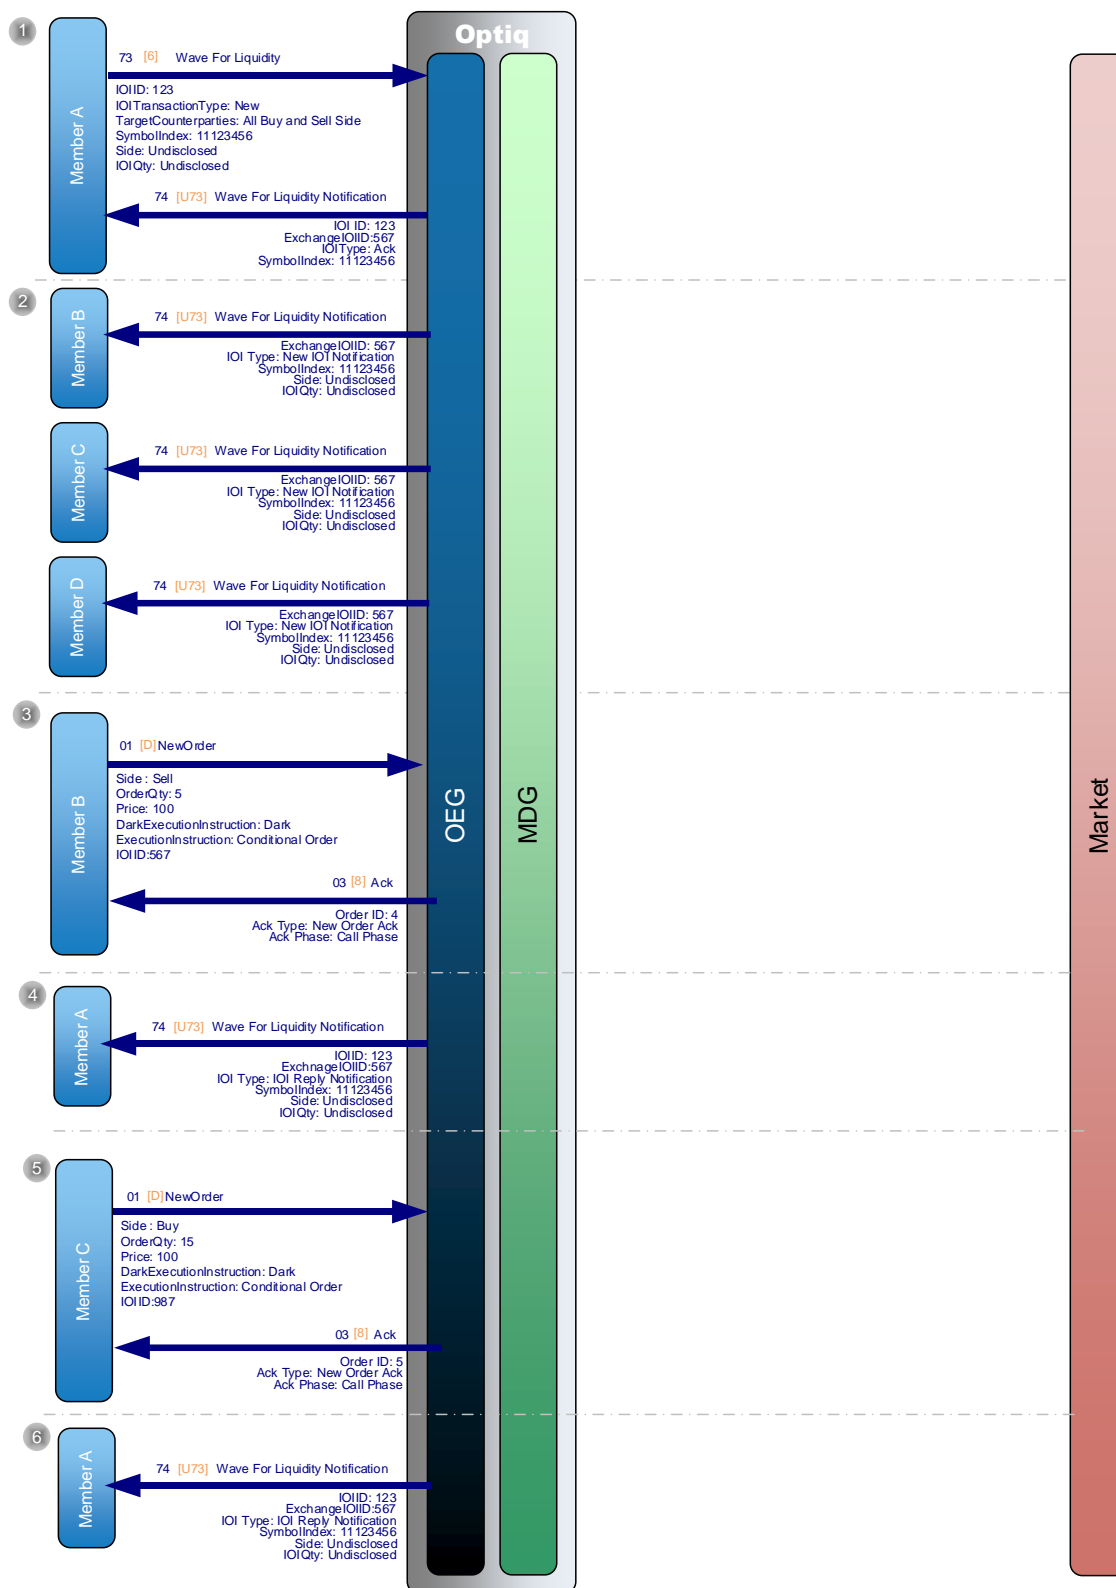 1
Optiq
73 [6] Wave For Liquidity
Member A
IOIID: 123
IOITransactionType: New
TargetCounterparties: All Buy and Sell Side
SymbolIndex: 11123456
Side: Undisclosed
IOIQty: Undisclosed
74 [U73] Wave For Liquidity Notification
IOI ID: 123
ExchangeIOIID:567
IOIType: Ack
SymbolIndex: 11123456
2
Member B
74 [U73] Wave For Liquidity Notification
ExchangeIOIID: 567
IOI Type: New IOI Notification
SymbolIndex: 11123456
Side: Undisclosed
IOIQty: Undisclosed
Member C
74 [U73] Wave For Liquidity Notification
ExchangeIOIID: 567
IOI Type: New IOI Notification
SymbolIndex: 11123456
Side: Undisclosed
IOIQty: Undisclosed
Member D
74 [U73] Wave For Liquidity Notification
ExchangeIOIID: 567
IOI Type: New IOI Notification
SymbolIndex: 11123456
Side: Undisclosed
IOIQty: Undisclosed
3
Member B
01 [D] NewOrder
Side : Sell
OrderQty: 5
Price: 100
DarkExecutionInstruction: Dark
ExecutionInstruction: Conditional Order
IOIID:567
OEG
MDG
Market
03 [8] Ack
Order ID: 4
Ack Type: New Order Ack
Ack Phase: Call Phase
4
Member A
74 [U73] Wave For Liquidity Notification
IOIID: 123
ExchnageIOIID:567
IOI Type: IOI Reply Notification
SymbolIndex: 11123456
Side: Undisclosed
IOIQty: Undisclosed
5
Member C
01 [D] NewOrder
Side : Buy
OrderQty: 15
Price: 100
DarkExecutionInstruction: Dark
ExecutionInstruction: Conditional Order
IOIID:987
03 [8] Ack
Order ID: 5
Ack Type: New Order Ack
Ack Phase: Call Phase
6
Member A
74 [U73] Wave For Liquidity Notification
IOIID: 123
ExchangeIOIID:567
IOI Type: IOI Reply Notification
SymbolIndex: 11123456
Side: Undisclosed
IOIQty: Undisclosed